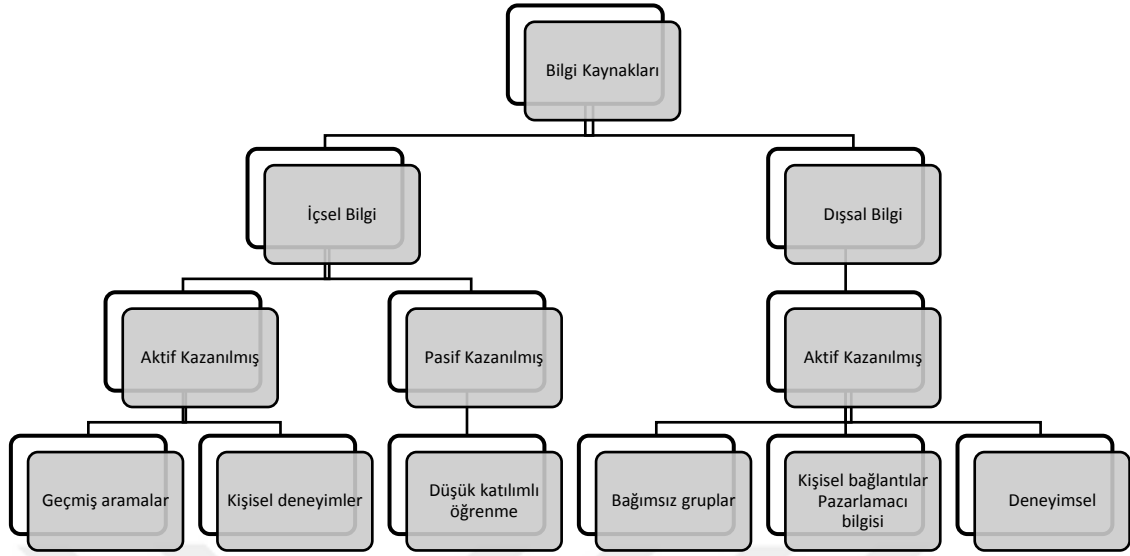 Bilgi Kaynakları
İçsel Bilgi
Dışsal Bilgi
Aktif Kazanılmış
Pasif Kazanılmış
Aktif Kazanılmış
Geçmiş aramalar
Kişisel deneyimler
Düşük katılımlı
öğrenme
Bağımsız gruplar
Kişisel bağlantılar
Pazarlamacı
bilgisi
Deneyimsel